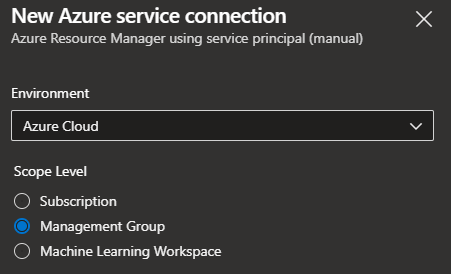 New Azure service connection
Azure Resource Manager using service principal (manual)
Environment
Azure Cloud
Scope Level
Subscription
Management Group
Machine Learning Workspace